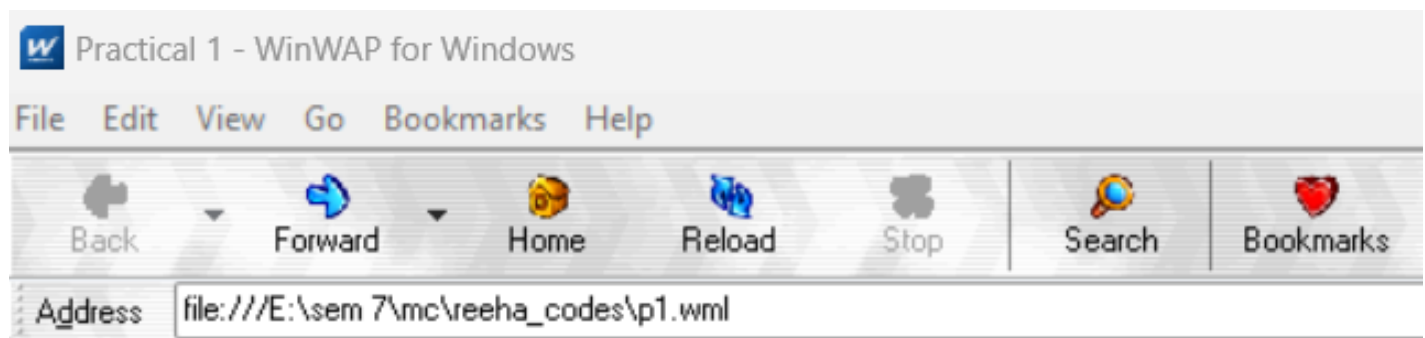 Practical 1 - WinWAP for Windows
File Edit View Go Bookmarks Help
Back Forward Home Reload Stop Search Bookmarks
Address file:///E:\sem 7\mc\reeha_codes\p1.wml